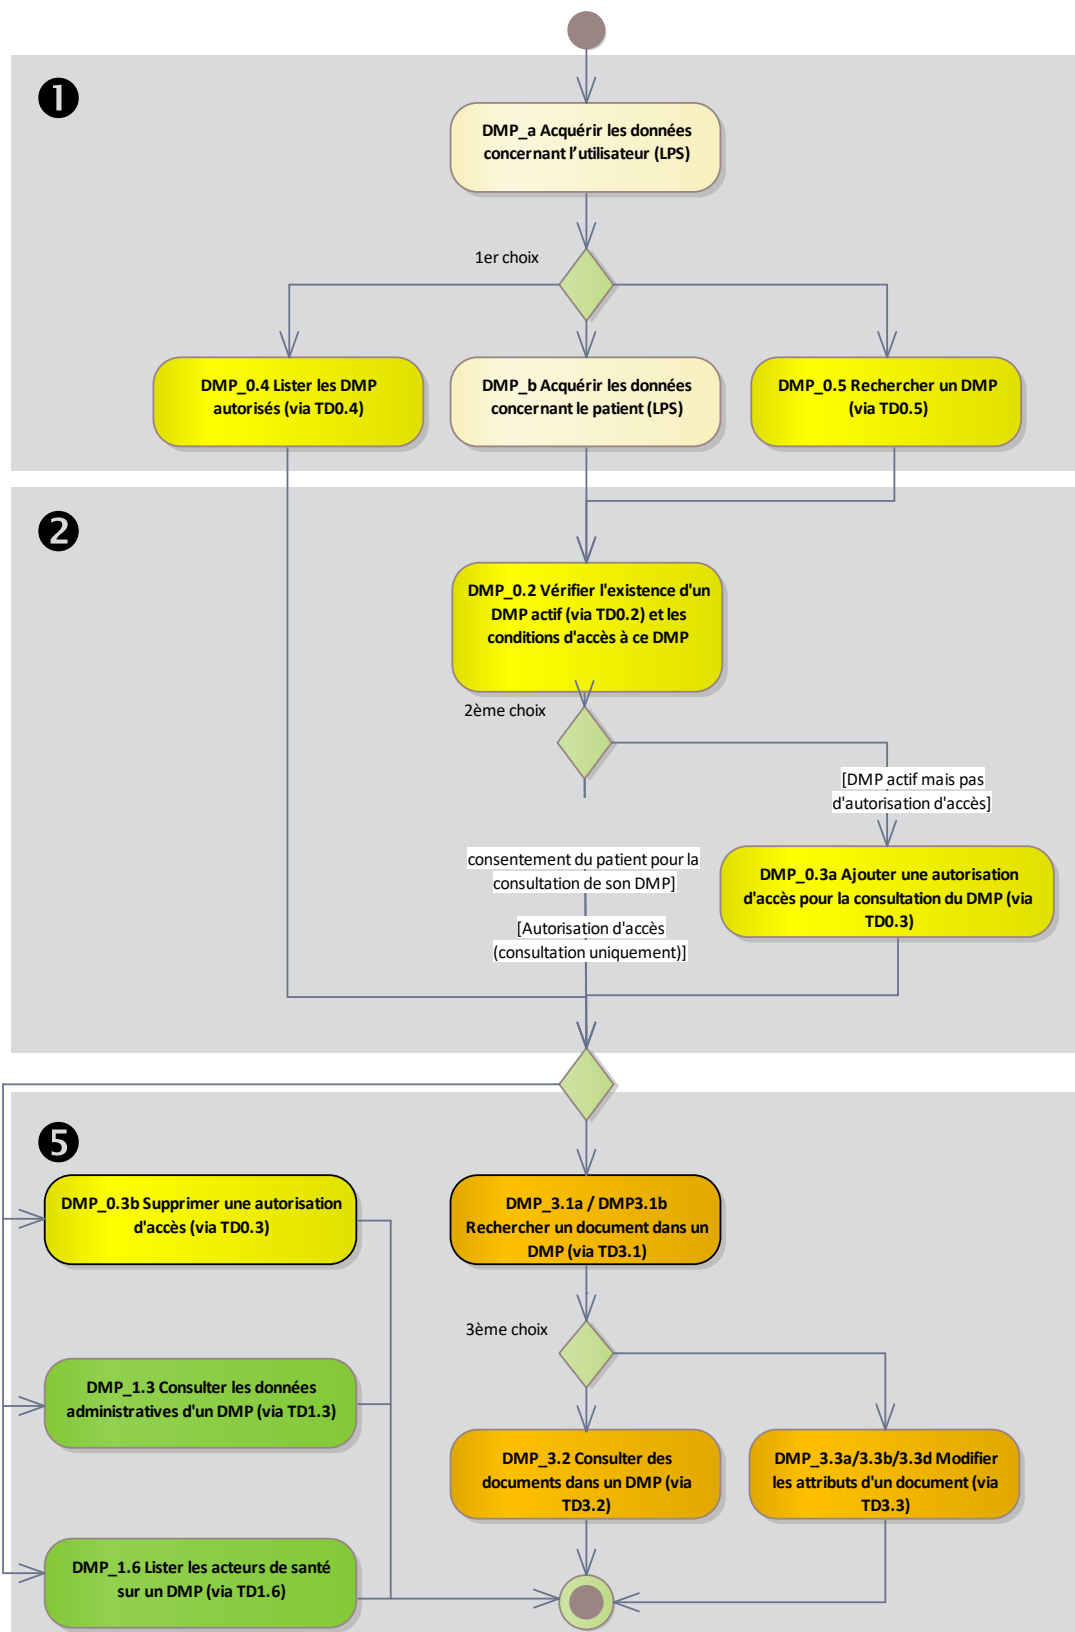 1
DMP_a Acquérir les données
concernant l’utilisateur (LPS)
1er choix
DMP_0.4 Lister les DMP
autorisés (via TD0.4)
DMP_b Acquérir les données
concernant le patient (LPS)
DMP_0.5 Rechercher un DMP
(via TD0.5)
2
DMP_0.2 Vérifier l'existence d'un
DMP actif (via TD0.2) et les
conditions d'accès à ce DMP
2ème choix
[DMP actif mais pas
d'autorisation d'accès]
consentement du patient pour la
consultation de son DMP]
DMP_0.3a Ajouter une autorisation
d'accès pour la consultation du DMP (via
TD0.3)
[Autorisation d'accès
(consultation uniquement)]
5
DMP_0.3b Supprimer une autorisation
d'accès (via TD0.3)
DMP_3.1a / DMP3.1b
Rechercher un document dans un
DMP (via TD3.1)
3ème choix
DMP_1.3 Consulter les données
administratives d'un DMP (via TD1.3)
DMP_3.2 Consulter des
documents dans un DMP (via
TD3.2)
DMP_3.3a/3.3b/3.3d Modifier
les attributs d'un document (via
TD3.3)
DMP_1.6 Lister les acteurs de santé
sur un DMP (via TD1.6)